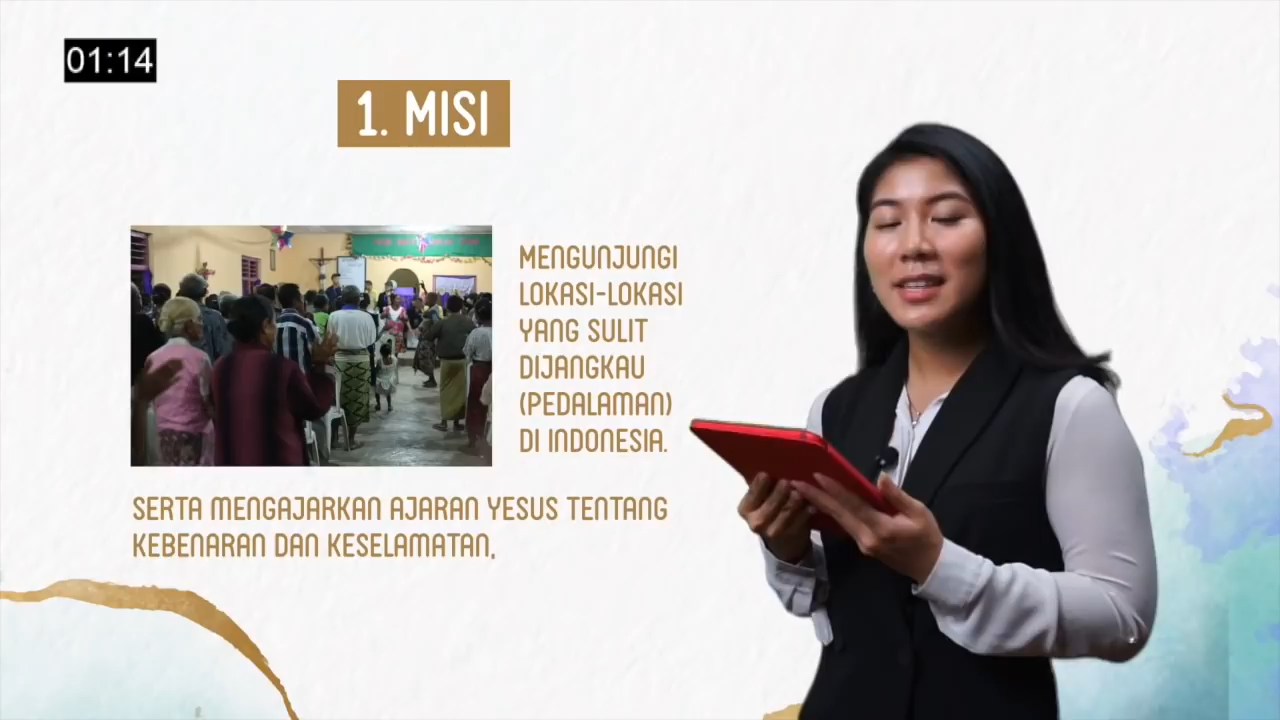 01:14
1. MISI
MENGUNJUNGI
LOKASI-LOKASI
YANG SULIT
DIJANGKAU
(PEDALAMAN)
DI INDONESIA.
SERTA MENGAJARKAN AJARAN YESUS TENTANG
KEBENARAN DAN KESELAMATAN,